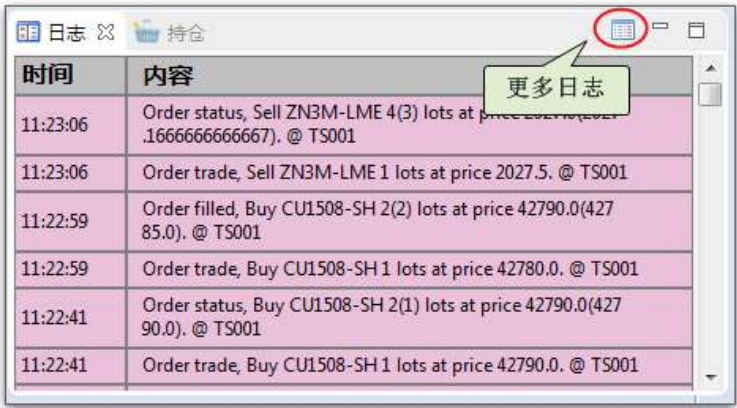 日志 持仓
更多日志
时间 内容
11:23:06 Order status, Sell ZN3M-LME 4(3) lots at
.1666666666667). @ TS001
11:23:06 Order trade, Sell ZN3M-LME 1 lots at price 2027.5. @ TS001
11:22:59 Order filled, Buy CU1508-SH 2(2) lots at price 42790.0(427
85.0). @ TS001
11:22:59 Order trade, Buy CU1508-SH 1 lots at price 42780.0. @ TS001
11:22:41 Order status, Buy CU1508-SH 2(1) lots at price 42790.0(427
90.0). @ TS001
11:22:41 Order trade, Buy CU1508-SH 1 lots at price 42790.0. @ TS001